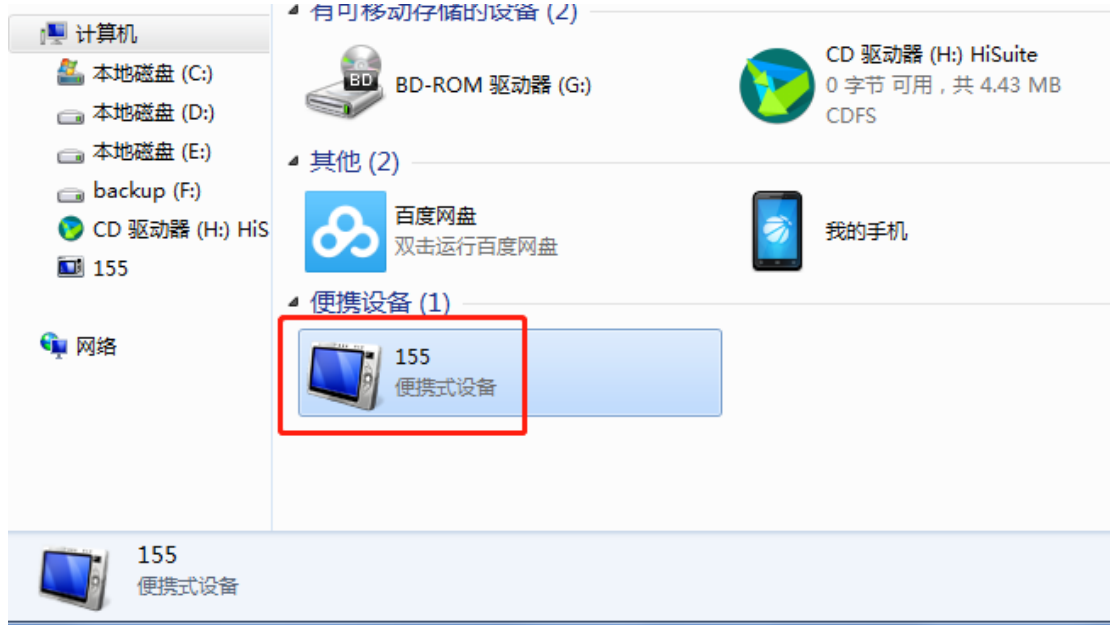 计算机
本地磁盘 (C:)
本地磁盘 (D:)
本地磁盘 (E:)
backup (F:)
CD 驱动器 (H:) HiS
155
网络
有可移动存储的设备 (2)
BD
BD-ROM 驱动器 (G:)
CD 驱动器 (H:) HiSuite
0 字节 可用，共 4.43 MB
CDFS
其他 (2)
百度网盘
双击运行百度网盘
我的手机
便携设备 (1)
155
便携式设备
155
便携式设备